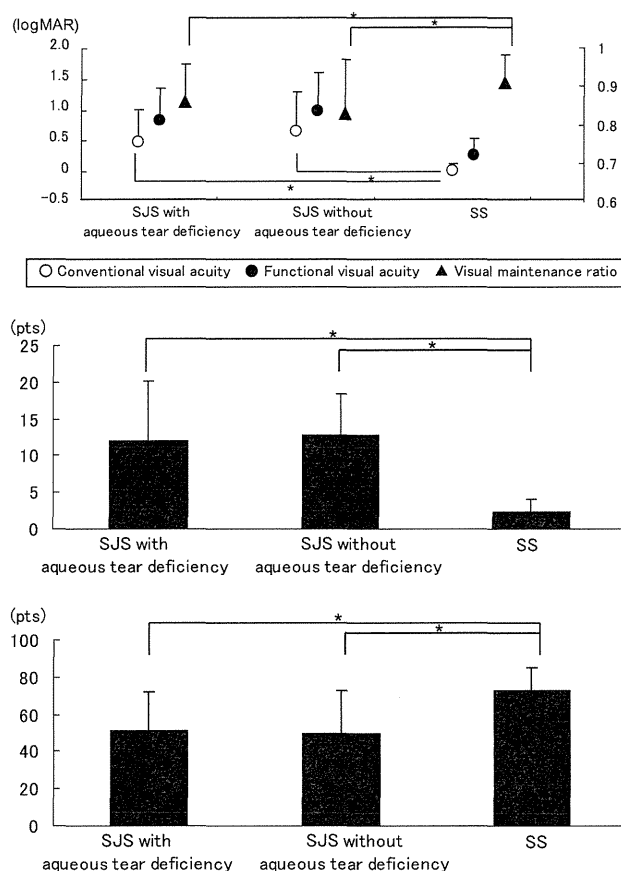 (logMAR)
2.0
1.5
1.0
0.5
0
−0.5
*
*
*
*
1
0.9
0.8
0.7
0.6
SJS with
aqueous tear deficiency
SJS without
aqueous tear deficiency
SS
○ Conventional visual acuity ● Functional visual acuity ▲ Visual maintenance ratio
(pts)
25
20
15
10
5
0
*
*
SJS with
aqueous tear deficiency
SJS without
aqueous tear deficiency
SS
(pts)
100
80
60
40
20
0
*
*
SJS with
aqueous tear deficiency
SJS without
aqueous tear deficiency
SS